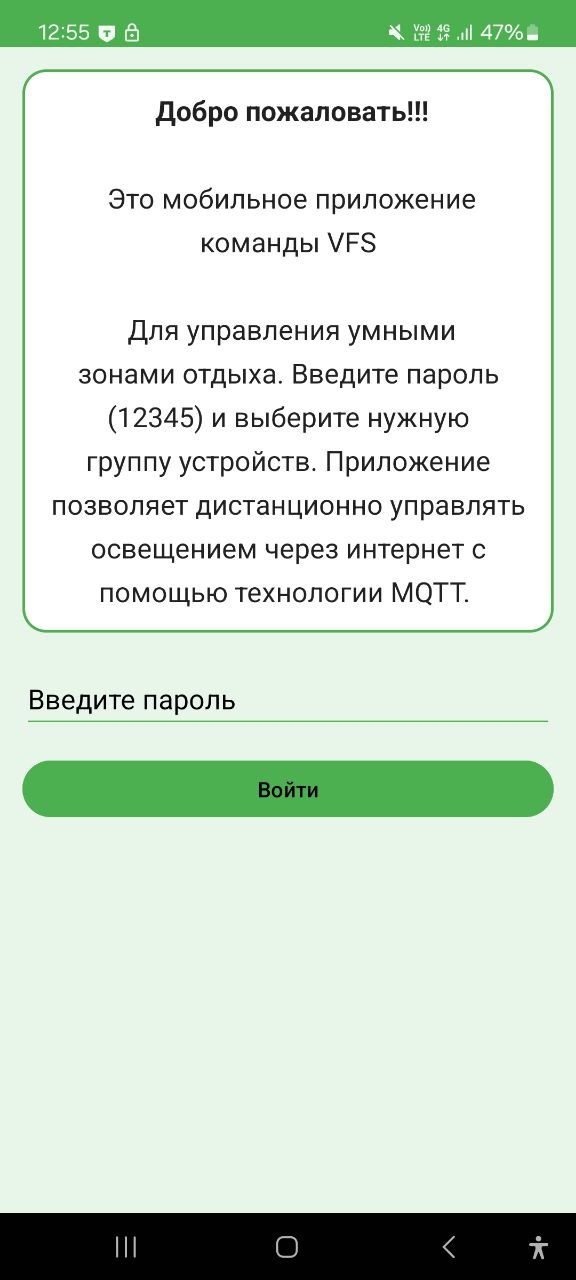 12:55 Vo)) LTE 4G 47%
Добро пожаловать!!!
Это мобильное приложение
команды VFS
Для управления умными
зонами отдыха. Введите пароль
(12345) и выберите нужную
группу устройств. Приложение
позволяет дистанционно управлять
освещением через интернет с
помощью технологии MQTT.
Введите пароль
Войти